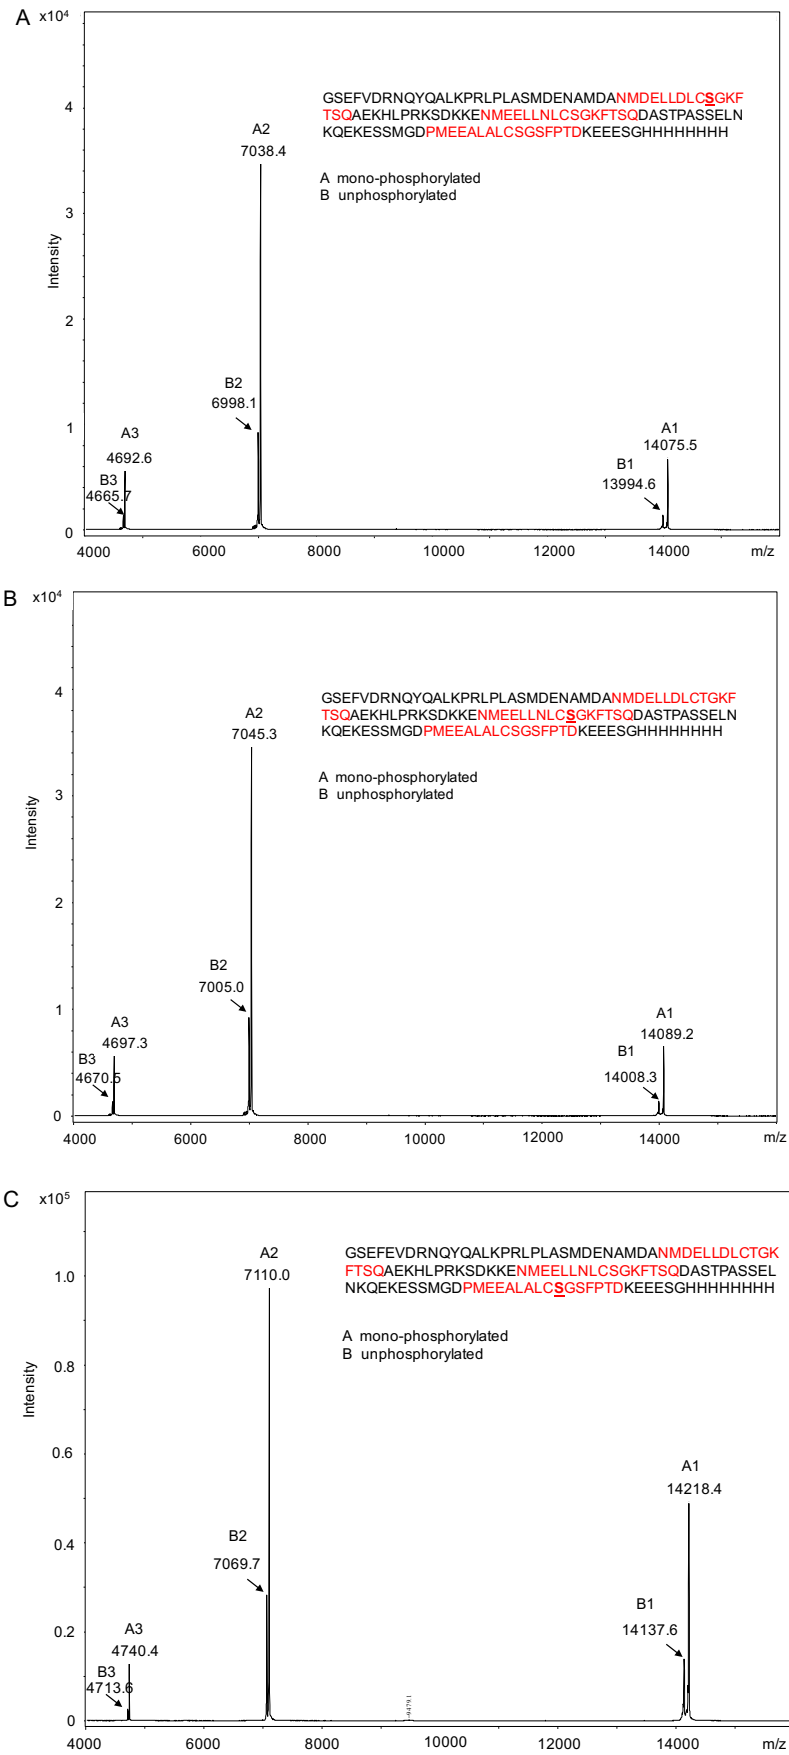 A
x10⁴
GSEFVDRNQYQALKPRLPLASMDENAMDANMDELLDLCSGKF
TSQAEKHLPRKSDKKENMEELLNLCSGKFTSQDASTPASSELN
KQEKESSMGDPMEEALALCSGSFPTDKEEESGHHHHHHHH
A mono-phosphorylated
B unphosphorylated
4
A2
7038.4
3
Intensity
2
B2
6998.1
1
A3
4692.6
B3
4665.7
A1
14075.5
B1
13994.6
0
4000 6000 8000 10000 12000 14000 m/z
B
x10⁴
GSEFVDRNQYQALKPRLPLASMDENAMDANMDELLDLCTGKF
TSQAEKHLPRKSDKKENMEELLNLCSGKFTSQDASTPASSELN
KQEKESSMGDPMEEALALCSGSFPTDKEEESGHHHHHHHH
A mono-phosphorylated
B unphosphorylated
4
A2
7045.3
3
Intensity
2
B2
7005.0
1
A3
4697.3
B3
4670.5
A1
14089.2
B1
14008.3
0
4000 6000 8000 10000 12000 14000 m/z
C
x10⁵
GSEFEVDRNQYQALKPRLPLASMDENAMDANMDELLDLCTGK
FTSQAEKHLPRKSDKKENMEELLNLCSGKFTSQDASTPASSEL
NKQEKESSMGDPMEEALALCSGSFPTDKEEESGHHHHHHHH
A mono-phosphorylated
B unphosphorylated
A2
7110.0
1.0
0.8
Intensity
0.6
0.4
0.2
0
B2
7069.7
A1
14218.4
B1
14137.6
A3
4740.4
B3
4713.6
4000 6000 8000 10000 12000 14000 m/z